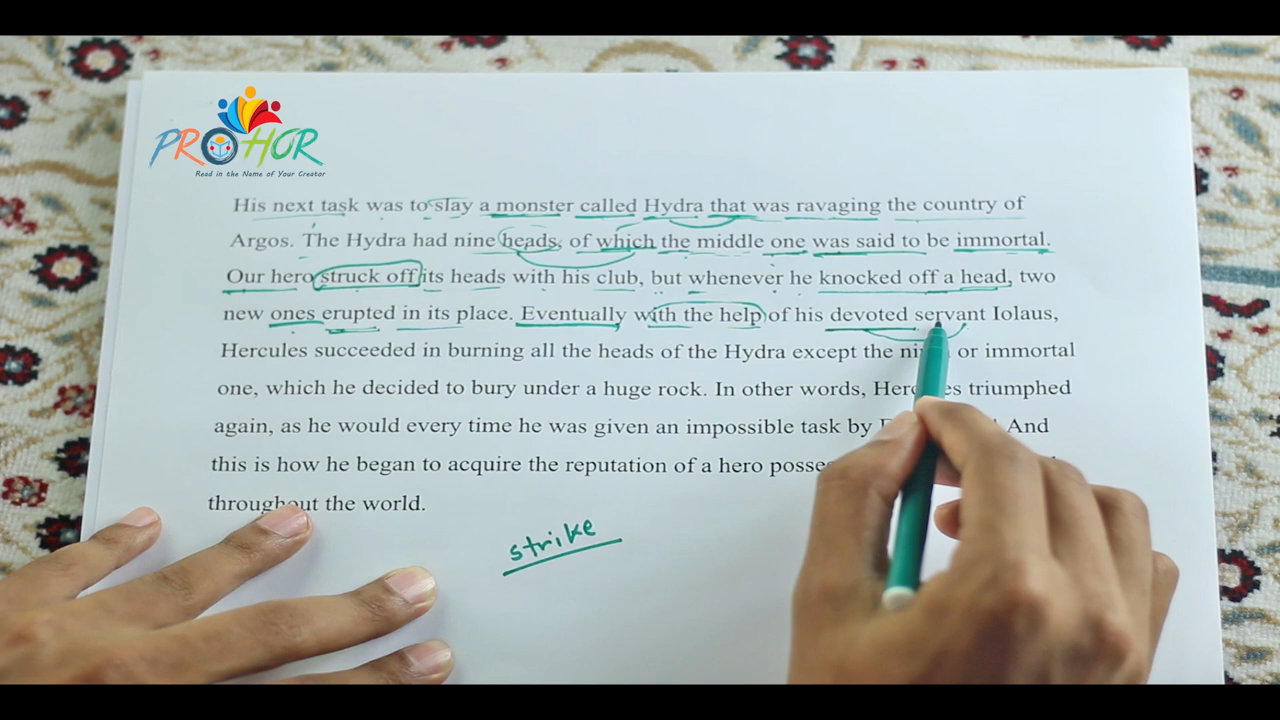 PROHOR
Read in the Name of Your Creator
His next task was to slay a monster called Hydra that was ravaging the country of
Argos. The Hydra had nine heads, of which the middle one was said to be immortal.
Our hero struck off its heads with his club, but whenever he knocked off a head, two
new ones erupted in its place. Eventually with the help of his devoted servant Iolaus,
Hercules succeeded in burning all the heads of the Hydra except the or immortal
one, which he decided to bury under a huge rock. In other words, triumphed
again, as he would every time he was given an impossible task by And
this is how he began to acquire the reputation of a hero
throughout the world.
strike